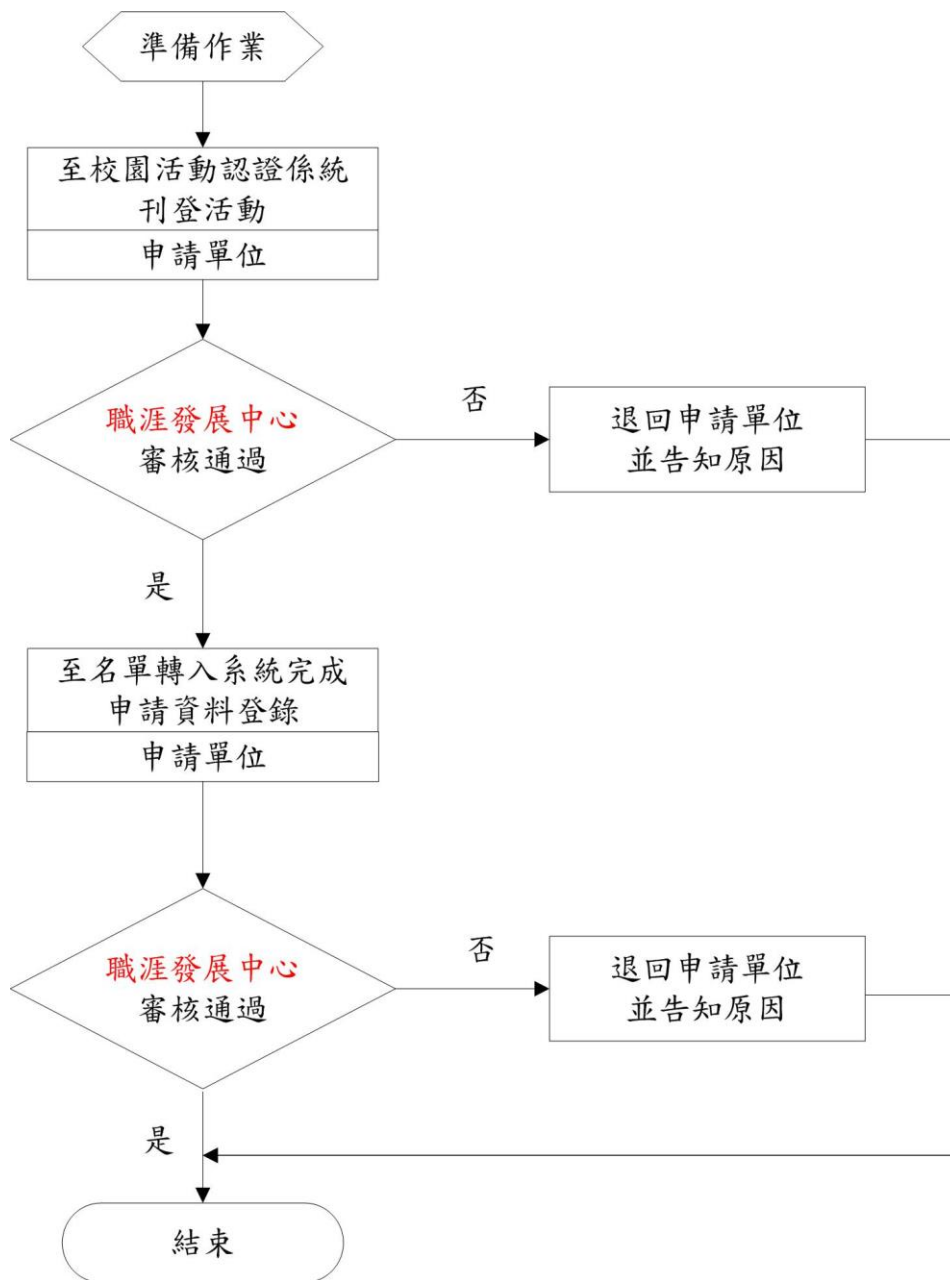 準備作業
至校園活動認證係統
刊登活動
申請單位
職涯發展中心
審核通過
否
退回申請單位
並告知原因
是
至名單轉入系統完成
申請資料登錄
申請單位
職涯發展中心
審核通過
否
退回申請單位
並告知原因
是
結束